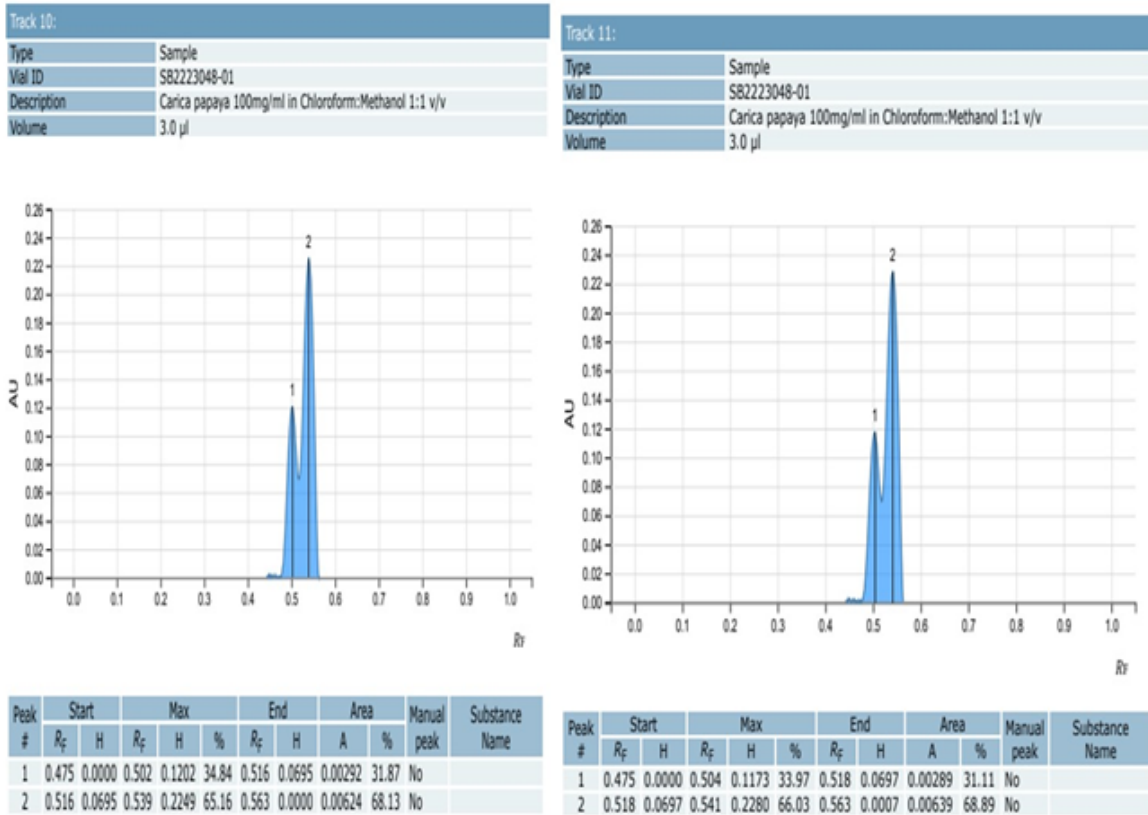 Track 10:
Type Sample
Vial ID SB2223048-01
Description Carica papaya 100mg/ml in Chloroform:Methanol 1:1 v/v
Volume 3.0 µl
0.26
0.24
0.22
0.20
0.18
0.16
0.14
0.12
0.10
0.08
0.06
0.04
0.02
0.00
AU
1
2
0.0 0.1 0.2 0.3 0.4 0.5 0.6 0.7 0.8 0.9 1.0
RF
Peak # Start Max End Area Manual peak Substance Name
RF H RF H % RF H A %
1 0.475 0.0000 0.502 0.1202 34.84 0.516 0.0695 0.00292 31.87 No
2 0.516 0.0695 0.539 0.2249 65.16 0.563 0.0000 0.00624 68.13 No
Track 11:
Type Sample
Vial ID SB2223048-01
Description Carica papaya 100mg/ml in Chloroform:Methanol 1:1 v/v
Volume 3.0 µl
0.26
0.24
0.22
0.20
0.18
0.16
0.14
0.12
0.10
0.08
0.06
0.04
0.02
0.00
AU
1
2
0.0 0.1 0.2 0.3 0.4 0.5 0.6 0.7 0.8 0.9 1.0
RF
Peak # Start Max End Area Manual peak Substance Name
RF H RF H % RF H A %
1 0.475 0.0000 0.504 0.1173 33.97 0.518 0.0697 0.00289 31.11 No
2 0.518 0.0697 0.541 0.2280 66.03 0.563 0.0007 0.00639 68.89 No